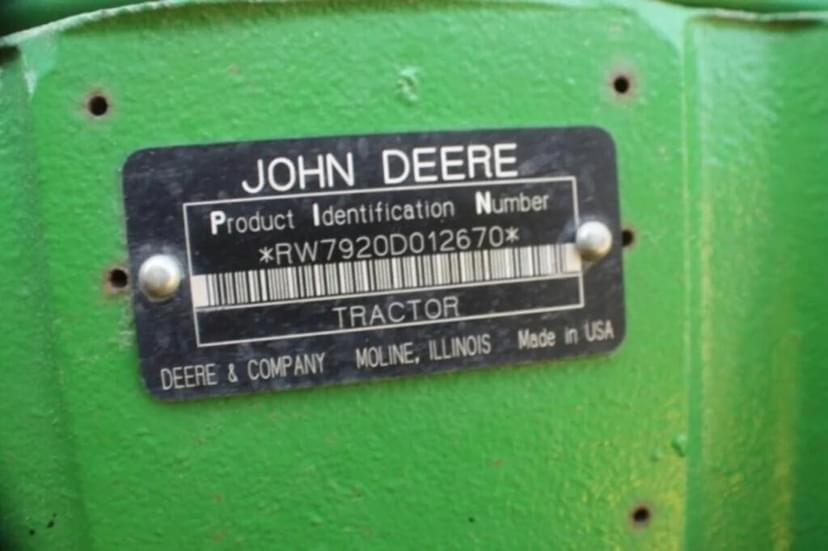 JOHN DEERE
Product Identification Number
*RW7920D012670*
TRACTOR
DEERE & COMPANY MOLINE, ILLINOIS Made in USA